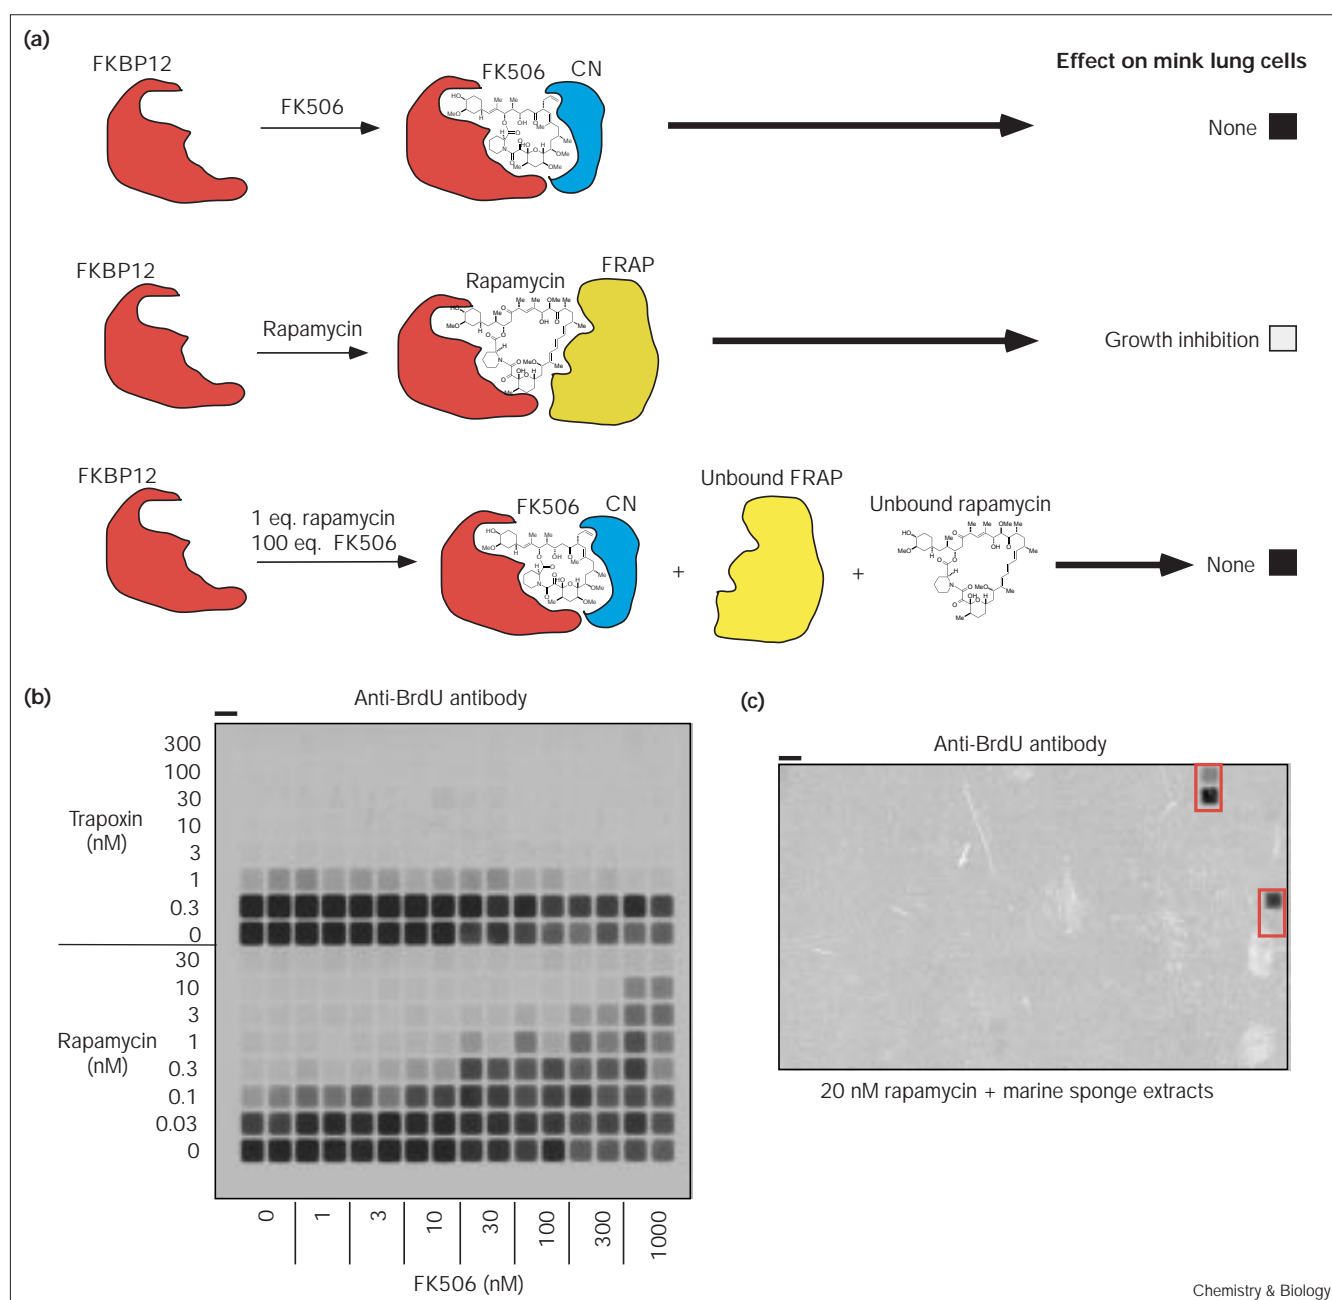 (a)
FKBP12
FK506
FK506
CN
Effect on mink lung cells
None
FKBP12
Rapamycin
Rapamycin
FRAP
Growth inhibition
FKBP12
1 eq. rapamycin
100 eq. FK506
FK506
CN
+
Unbound FRAP
+
Unbound rapamycin
None
(b)
Anti-BrdU antibody
Trapoxin
(nM)
300
100
30
10
3
1
0.3
0
Rapamycin
(nM)
30
10
3
1
0.3
0.1
0.03
0
0
1
3
10
30
100
300
1000
FK506 (nM)
(c)
Anti-BrdU antibody
20 nM rapamycin + marine sponge extracts
Chemistry & Biology